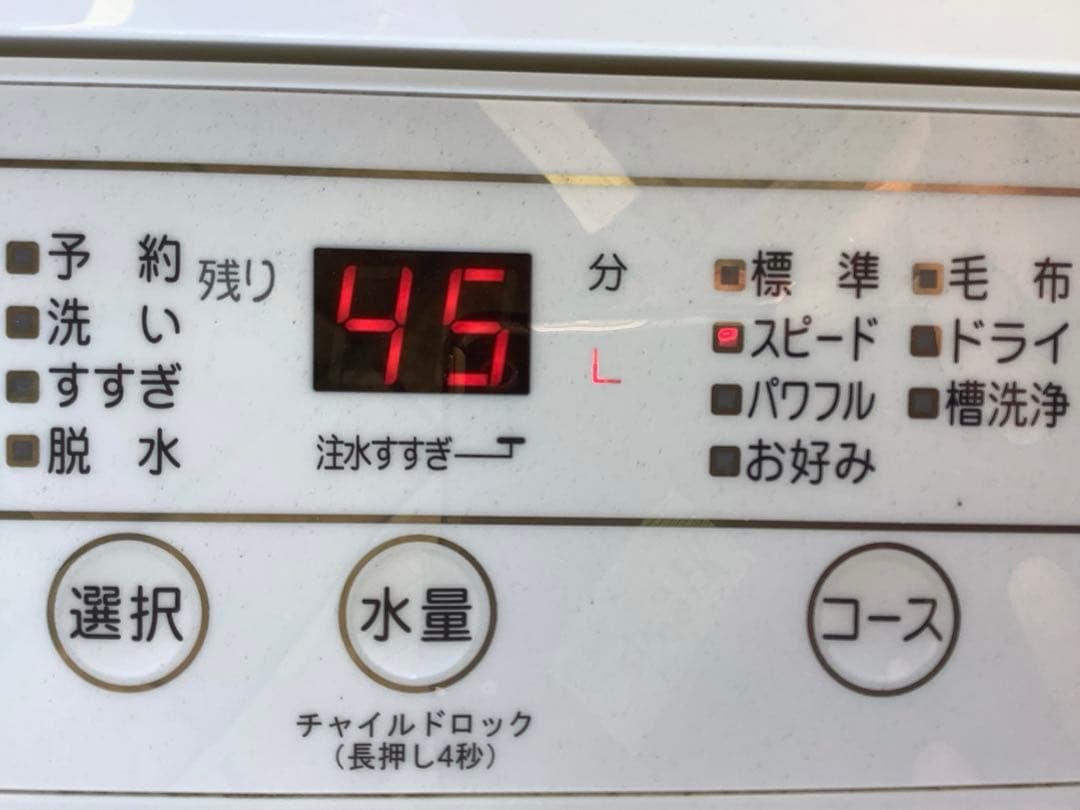 予約
洗い
すすぎ
脱水
残り 45 分
L
注水すすぎ
標準
スピード
パワフル
お好み
毛布
ドライ
槽洗浄
選択
水量
コース
チャイルドロック
（長押し4秒）